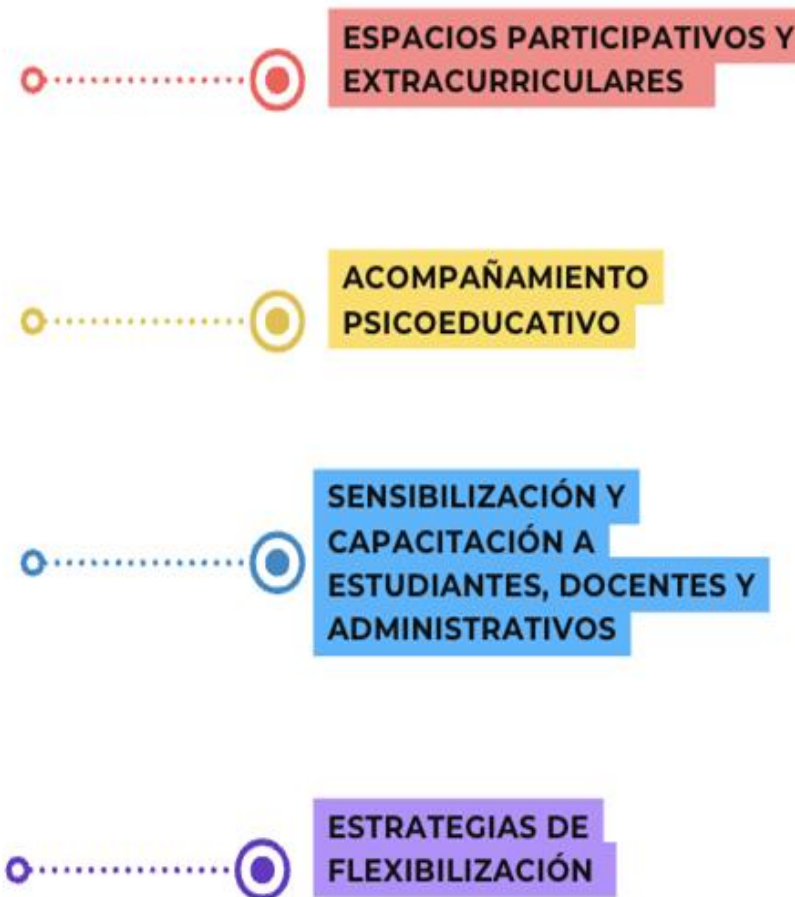 ESPACIOS PARTICIPATIVOS Y
EXTRACURRICULARES
ACOMPAÑAMIENTO
PSICOEDUCATIVO
SENSIBILIZACIÓN Y
CAPACITACIÓN A
ESTUDIANTES, DOCENTES Y
ADMINISTRATIVOS
ESTRATEGIAS DE
FLEXIBILIZACIÓN